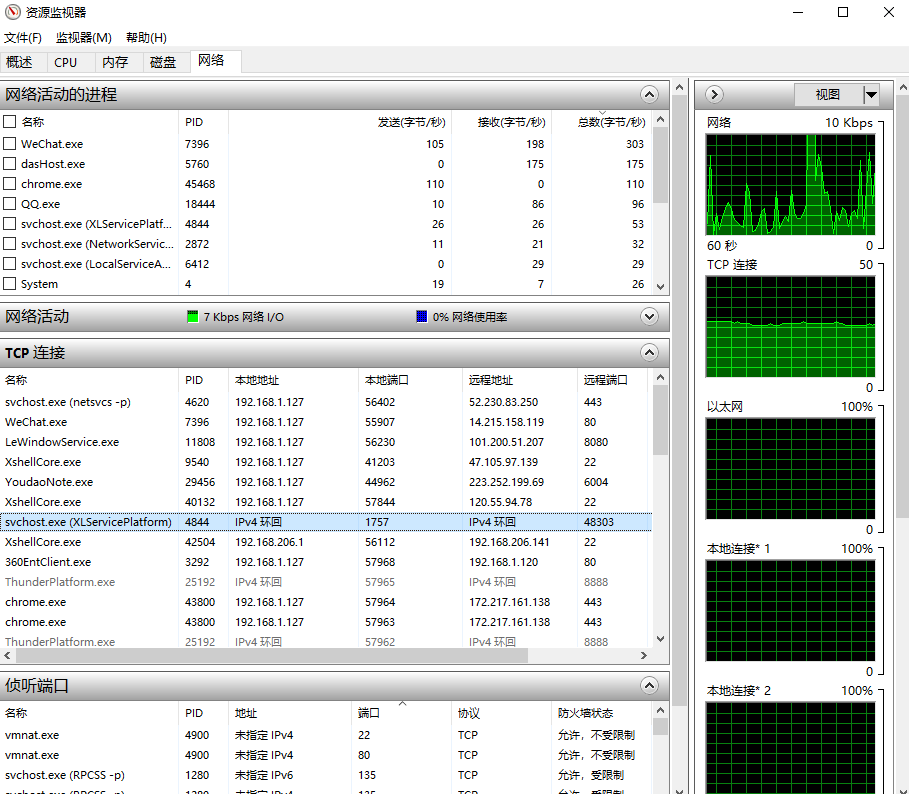 资源监视器
文件(F) 监视器(M) 帮助(H)
概述 CPU 内存 磁盘 网络
网络活动的进程
名称 PID 发送(字节/秒) 接收(字节/秒) 总数(字节/秒)
WeChat.exe 7396 105 198 303
dasHost.exe 5760 0 175 175
chrome.exe 45468 110 0 110
QQ.exe 18444 10 86 96
svchost.exe (XLServicePlatf... 4844 26 26 53
svchost.exe (NetworkServic... 2872 11 21 32
svchost.exe (LocalServiceA... 6412 0 29 29
System 4 19 7 26
网络活动 7 Kbps 网络 I/O 0% 网络使用率
TCP 连接
名称 PID 本地地址 本地端口 远程地址 远程端口
svchost.exe (netsvcs -p) 4620 192.168.1.127 56402 52.230.83.250 443
WeChat.exe 7396 192.168.1.127 55907 14.215.158.119 80
LeWindowService.exe 11808 192.168.1.127 56230 101.200.51.207 8080
XshellCore.exe 9540 192.168.1.127 41203 47.105.97.139 22
YoudaoNote.exe 29456 192.168.1.127 44962 223.252.199.69 6004
XshellCore.exe 40132 192.168.1.127 57844 120.55.94.78 22
svchost.exe (XLServicePlatform) 4844 IPv4 环回 1757 IPv4 环回 48303
XshellCore.exe 42504 192.168.206.1 56112 192.168.206.141 22
360EntClient.exe 3292 192.168.1.127 57968 192.168.1.120 80
ThunderPlatform.exe 25192 IPv4 环回 57965 IPv4 环回 8888
chrome.exe 43800 192.168.1.127 57964 172.217.161.138 443
chrome.exe 43800 192.168.1.127 57963 172.217.161.138 443
ThunderPlatform.exe 25192 IPv4 环回 57962 IPv4 环回 8888
侦听端口
名称 PID 地址 端口 协议 防火墙状态
vmnat.exe 4900 未指定 IPv4 22 TCP 允许，不受限制
vmnat.exe 4900 未指定 IPv4 80 TCP 允许，不受限制
svchost.exe (RPCSS -p) 1280 未指定 IPv6 135 TCP 允许，受限制
视图
网络 10 Kbps
60 秒 0
TCP 连接 50
0
以太网 100%
0
本地连接* 1 100%
0
本地连接* 2 100%